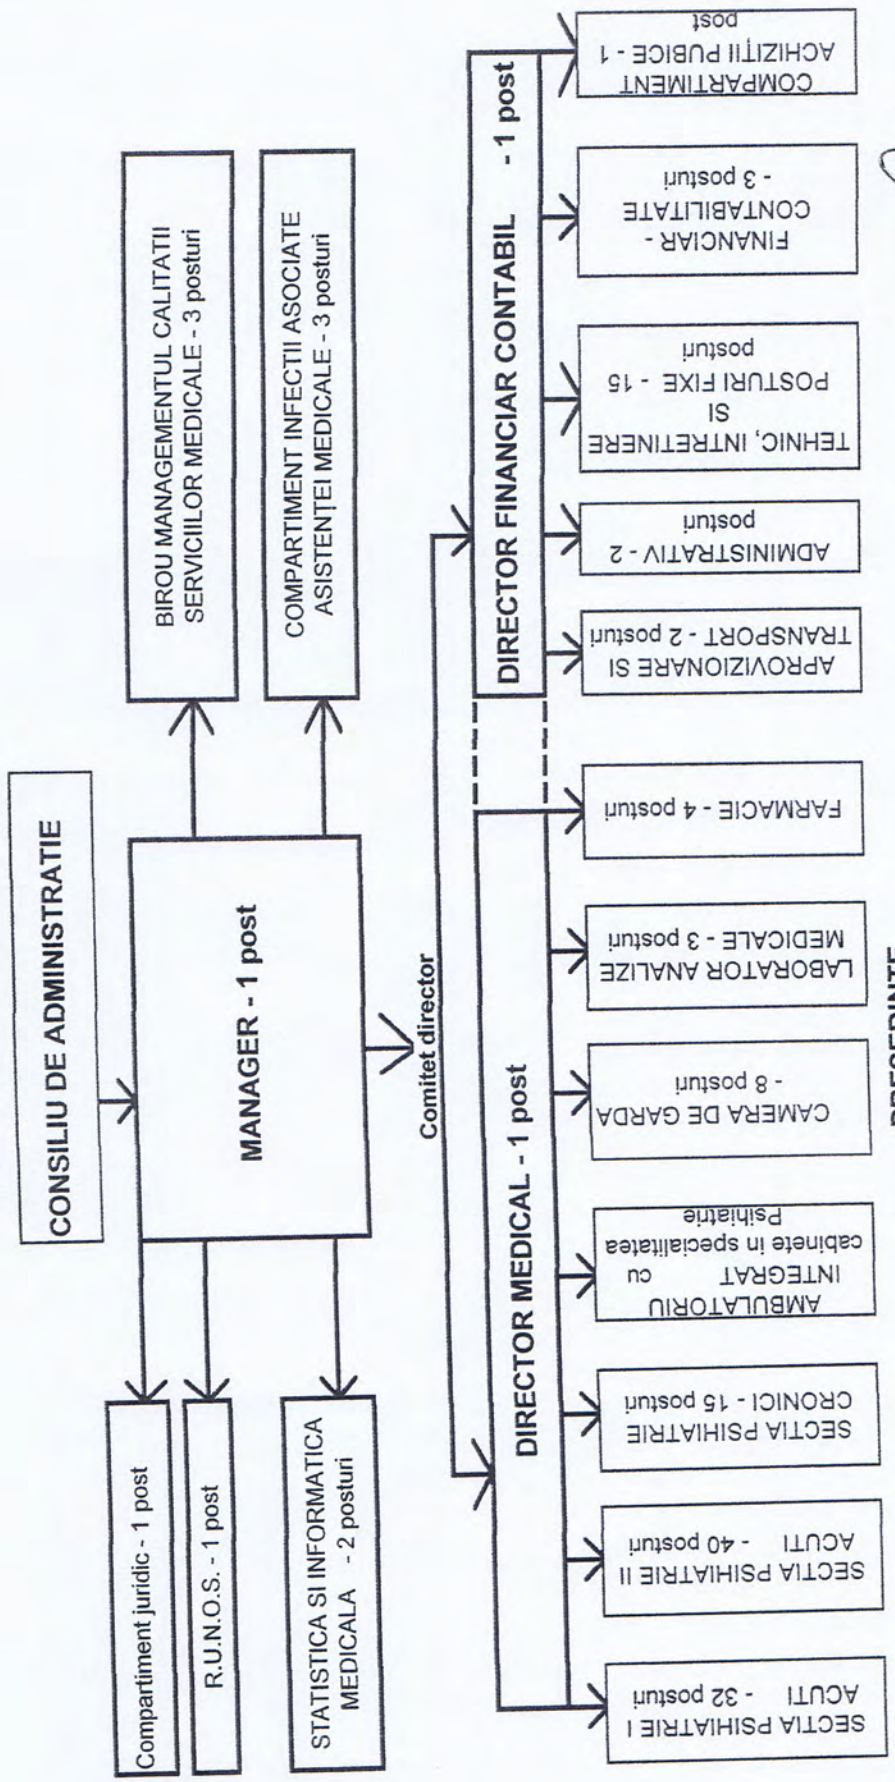 CONSILIU DE ADMINISTRATIE
MANAGER - 1 post
Compartiment juridic - 1 post
R.U.N.O.S. - 1 post
STATISTICA SI INFORMATICA
MEDICALA - 2 posturi
BIROU MANAGEMENTUL CALITATII
SERVICIILOR MEDICALE - 3 posturi
COMPARTIMENT INFECTII ASOCIATE
ASISTENȚEI MEDICALE - 3 posturi
Comitet director
DIRECTOR MEDICAL - 1 post
DIRECTOR FINANCIAR CONTABIL - 1 post
SECTIA PSIHIATRIE I
ACUTI - 32 posturi
SECTIA PSIHIATRIE II
ACUTI - 40 posturi
SECTIA PSIHIATRIE
CRONICI - 15 posturi
AMBULATORIU
INTEGRAT cu
cabinete in specialitatea
Psihiatrie
CAMERA DE GARDA
- 8 posturi
LABORATOR ANALIZE
MEDICALE - 3 posturi
FARMACIE - 4 posturi
APROVIZIONARE SI
TRANSPORT - 2 posturi
ADMINISTRATIV - 2
posturi
TEHNIC, INTRETINERE
SI
POSTURI FIXE - 15
posturi
FINANCIAR -
CONTABILITATE
- 3 posturi
COMPARTIMENT
ACHIZIȚII PUBICE - 1
post